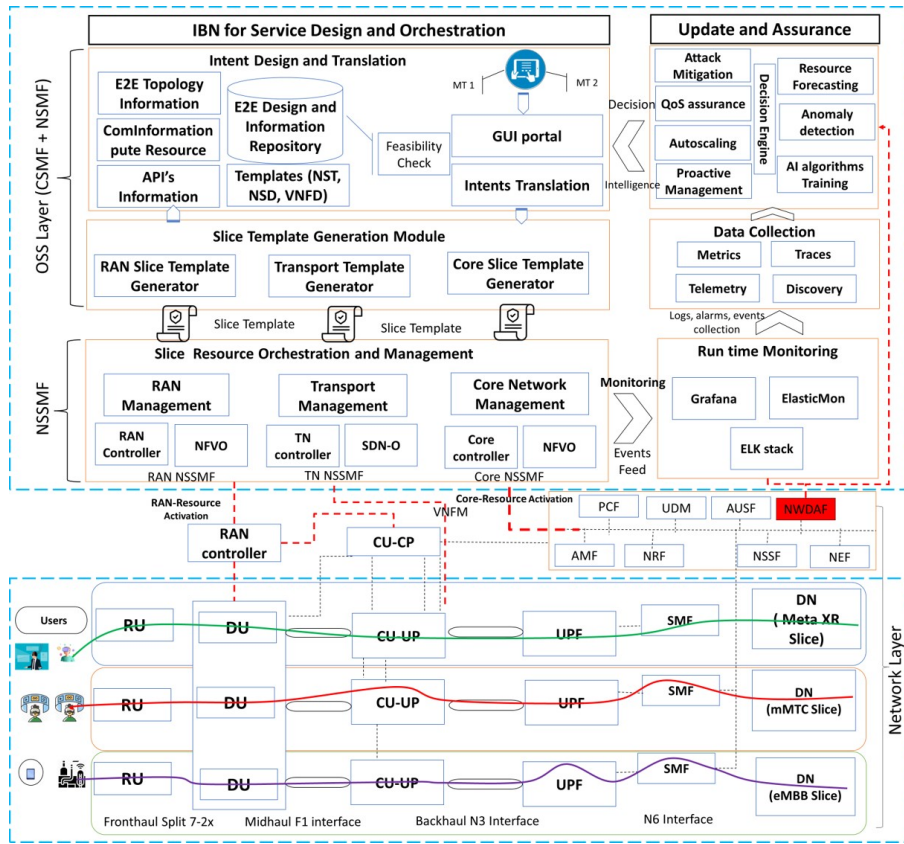 IBN for Service Design and Orchestration
Update and Assurance
OSS Layer (CSMF + NSMF)
Intent Design and Translation
E2E Topology
Information
ComInformation
pute Resource
API's
Information
E2E Design and
Information
Repository
Templates (NST,
NSD, VNFD)
Feasibility
Check
MT 1
MT 2
GUI portal
Intents Translation
Decision
Intelligence
Attack
Mitigation
QoS assurance
Autoscaling
Proactive
Management
Decision Engine
Resource
Forecasting
Anomaly
detection
AI algorithms
Training
Slice Template Generation Module
RAN Slice Template
Generator
Transport Template
Generator
Core Slice Template
Generator
Data Collection
Metrics
Traces
Telemetry
Discovery
Slice Template
Slice Template
Logs, alarms, events
collection
NSSMF
Slice Resource Orchestration and Management
RAN
Management
Transport
Management
Core Network
Management
RAN
Controller
NFVO
TN
controller
SDN-O
Core
controller
NFVO
RAN NSSMF
TN NSSMF
Core NSSMF
Monitoring
Events
Feed
Run time Monitoring
Grafana
ElasticMon
ELK stack
RAN-Resource
Activation
Core-Resource Activation
VNFM
RAN
controller
CU-CP
PCF
UDM
AUSF
NWDAF
AMF
NRF
NSSF
NEF
Network Layer
Users
RU
DU
CU-UP
UPF
SMF
DN
( Meta XR
Slice)
RU
DU
CU-UP
UPF
SMF
DN
(mMTC Slice)
RU
DU
CU-UP
UPF
SMF
DN
(eMBB Slice)
Fronthaul Split 7-2x
Midhaul F1 interface
Backhaul N3 Interface
N6 Interface